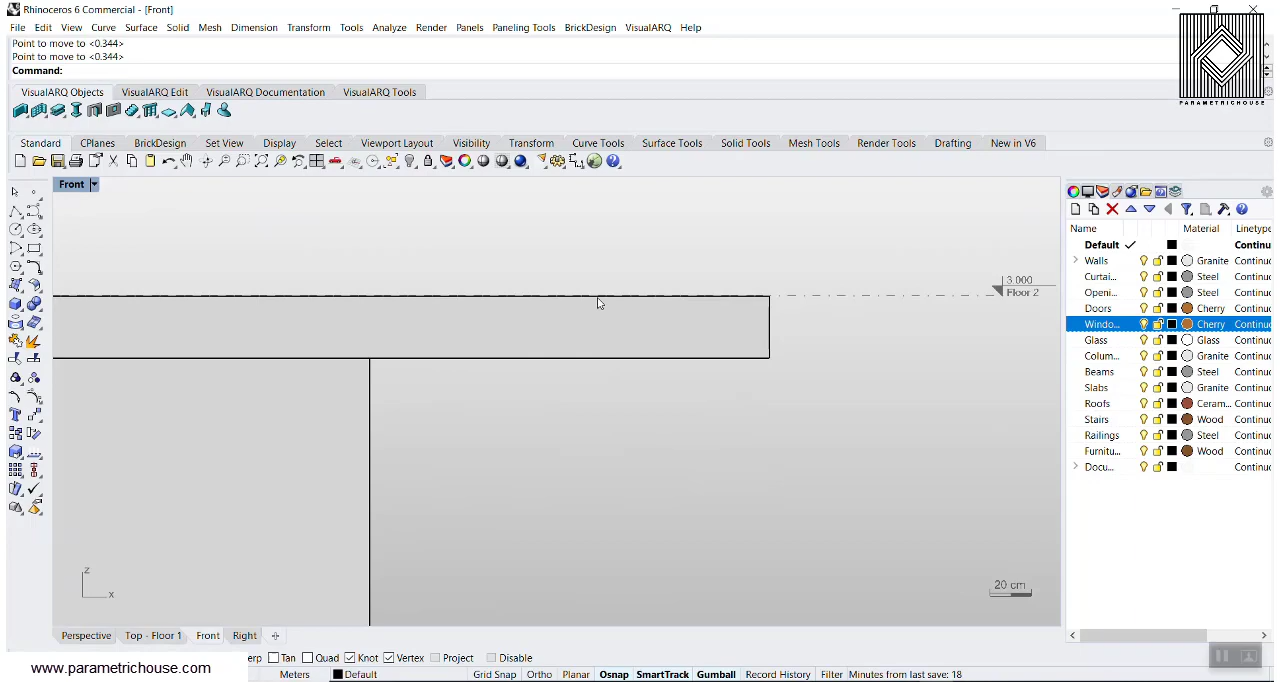 Rhinoceros 6 Commercial - [Front]
File Edit View Curve Surface Solid Mesh Dimension Transform Tools Analyze Render Panels Paneling Tools BrickDesign VisualARQ Help
Point to move to <0.344>
Point to move to <0.344>
Command:
VisualARQ Objects VisualARQ Edit VisualARQ Documentation VisualARQ Tools
PARAMETRICHOUSE
Standard CPlanes BrickDesign Set View Display Select Viewport Layout Visibility Transform Curve Tools Surface Tools Solid Tools Mesh Tools Render Tools Drafting New in V6
Front
Name Material Linetype
Default Continu
Walls Granite Continu
Curtai... Steel Continu
Openi... Steel Continu
Doors Cherry Continu
Windo... Cherry Continu
Glass Glass Continu
Colum... Granite Continu
Beams Steel Continu
Slabs Granite Continu
Roofs Ceram... Continu
Stairs Wood Continu
Railings Steel Continu
Furnitu... Wood Continu
Docu... Continu
3.000
Floor 2
z
x
20 cm
Perspective Top - Floor 1 Front Right
erp Tan Quad Knot Vertex Project Disable
www.parametrichouse.com
Meters Default Grid Snap Ortho Planar Osnap SmartTrack Gumball Record History Filter Minutes from last save: 18